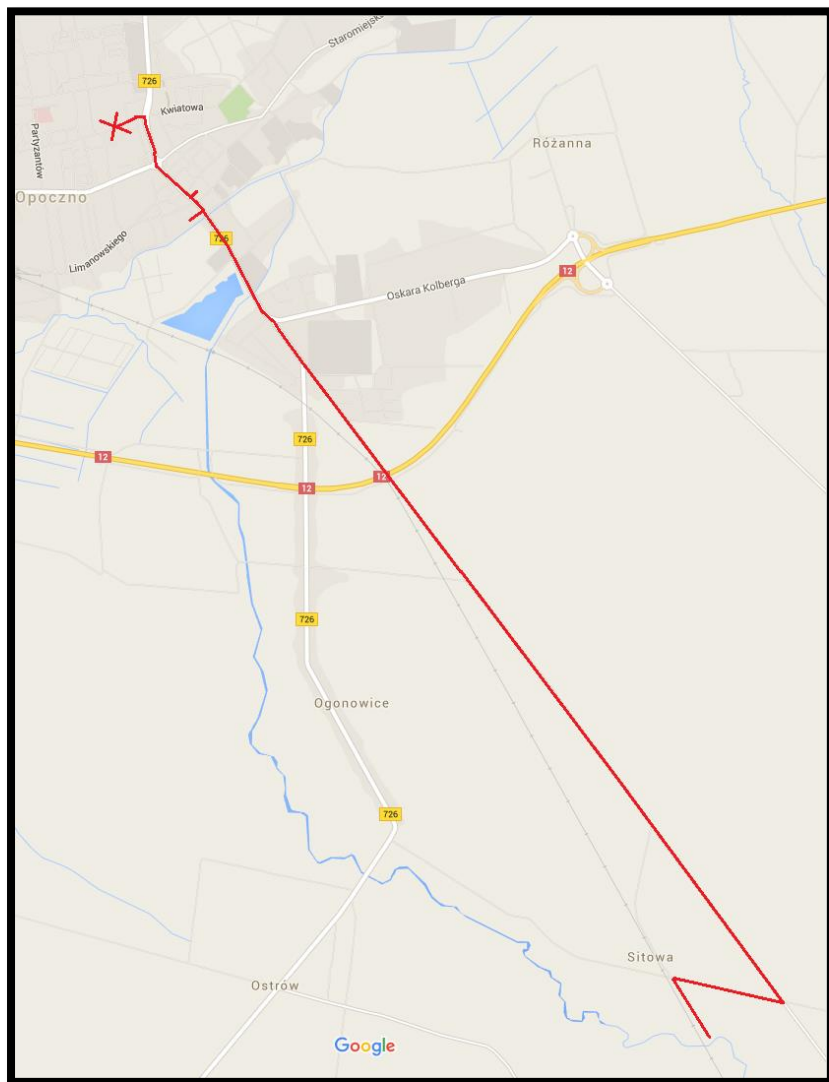 Staromiejska
726
Kwiatowa
Partyzantów
Różanna
Opoczno
726
Limanowskiego
12
Oskara Kolberga
726
12
12
12
726
Ogonowice
726
Sitowa
Ostrów
Google